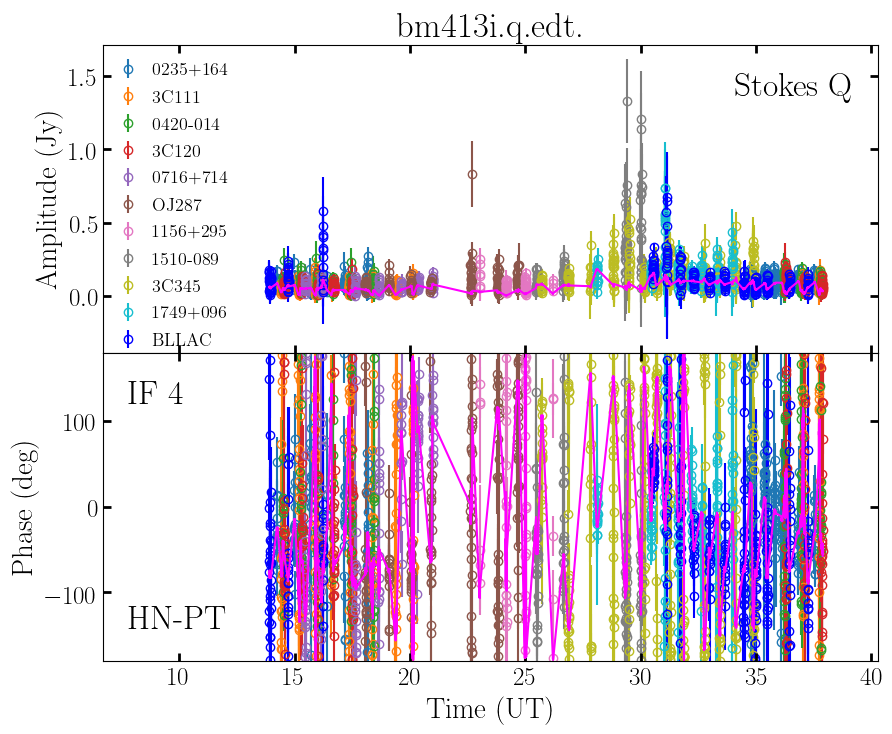 bm413i.q.edt.
Stokes Q
0235+164
3C111
0420-014
3C120
0716+714
OJ287
1156+295
1510-089
3C345
1749+096
BLLAC
1.5
1.0
0.5
0.0
Amplitude (Jy)
IF 4
HN-PT
100
0
−100
Phase (deg)
10 15 20 25 30 35 40
Time (UT)